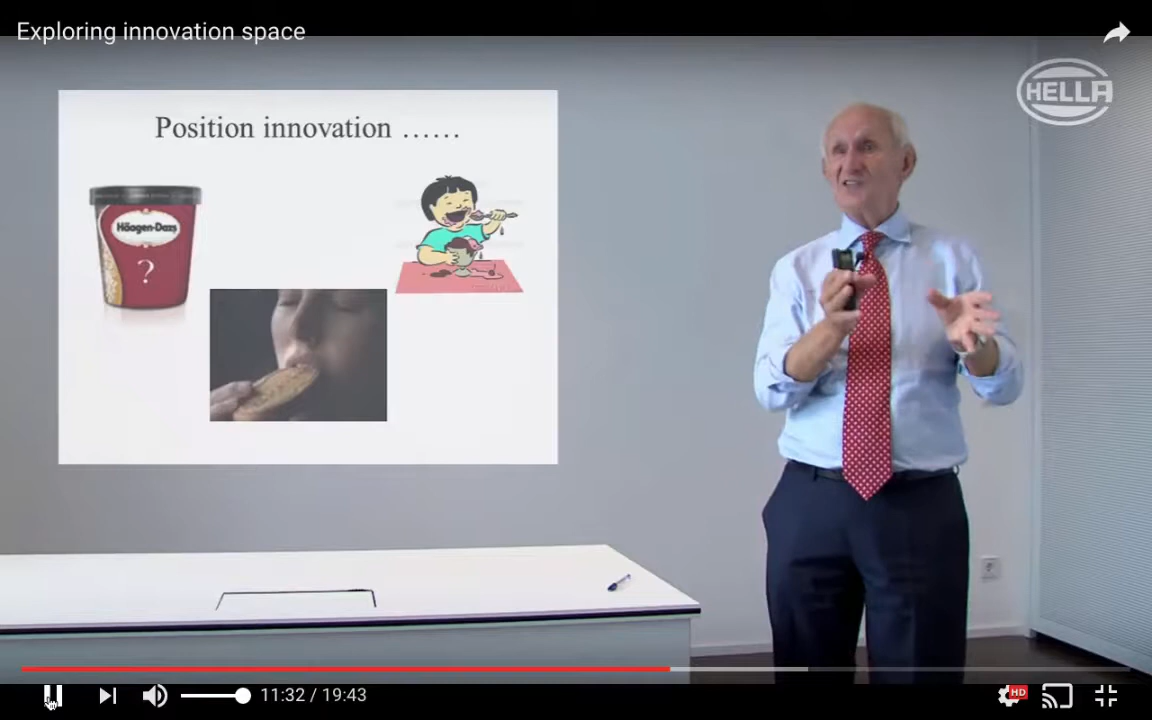 Exploring innovation space
HELLA
Position innovation ......
Häagen-Dazs
?
11:32 / 19:43
HD